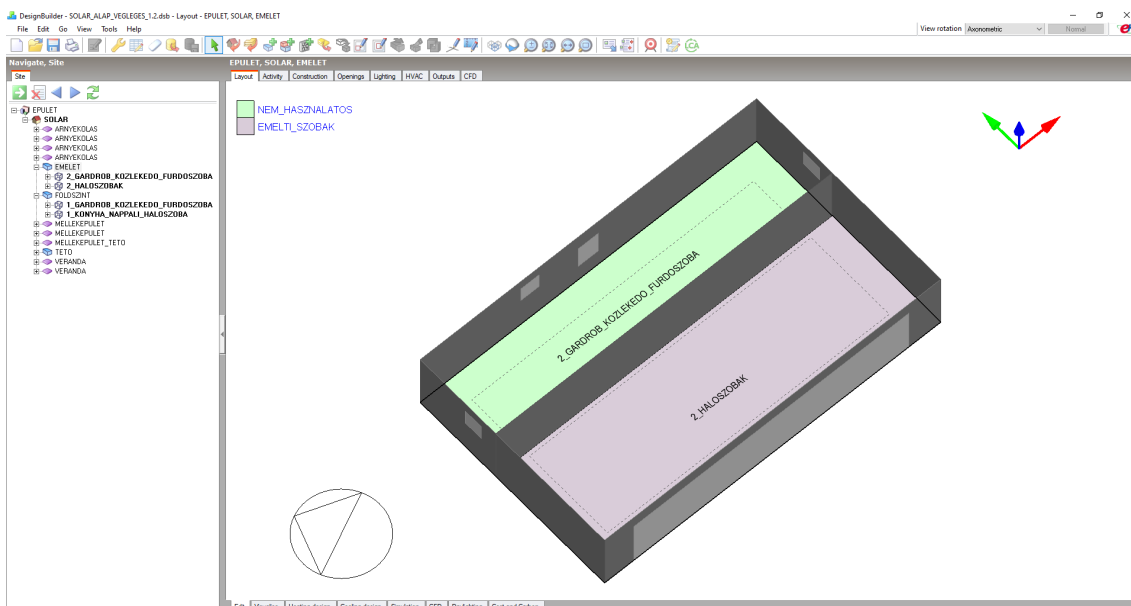 DesignBuilder - SOLAR_ALAP_VEGLEGES_1.2.dsb - Layout - EPULET, SOLAR, EMELET
File Edit Go View Tools Help
View rotation Axonometric Normal
Navigate, Site
EPULET, SOLAR, EMELET
Site
Layout Activity Construction Openings Lighting HVAC Outputs CFD
EPULET
SOLAR
ARNYEKOLAS
ARNYEKOLAS
ARNYEKOLAS
ARNYEKOLAS
EMELET
2_GARDROB_KOZLEKEDO_FURDOSZOBA
2_HALOSZOBAK
FOLDSZINT
1_GARDROB_KOZLEKEDO_FURDOSZOBA
1_KONYHA_NAPPALI_HALOSZOBA
MELLEKEPULET
MELLEKEPULET
MELLEKEPULET_TETO
TETO
VERANDA
VERANDA
NEM_HASZNALATOS
EMELTI_SZOBAK
2_GARDROB_KOZLEKEDO_FURDOSZOBA
2_HALOSZOBAK